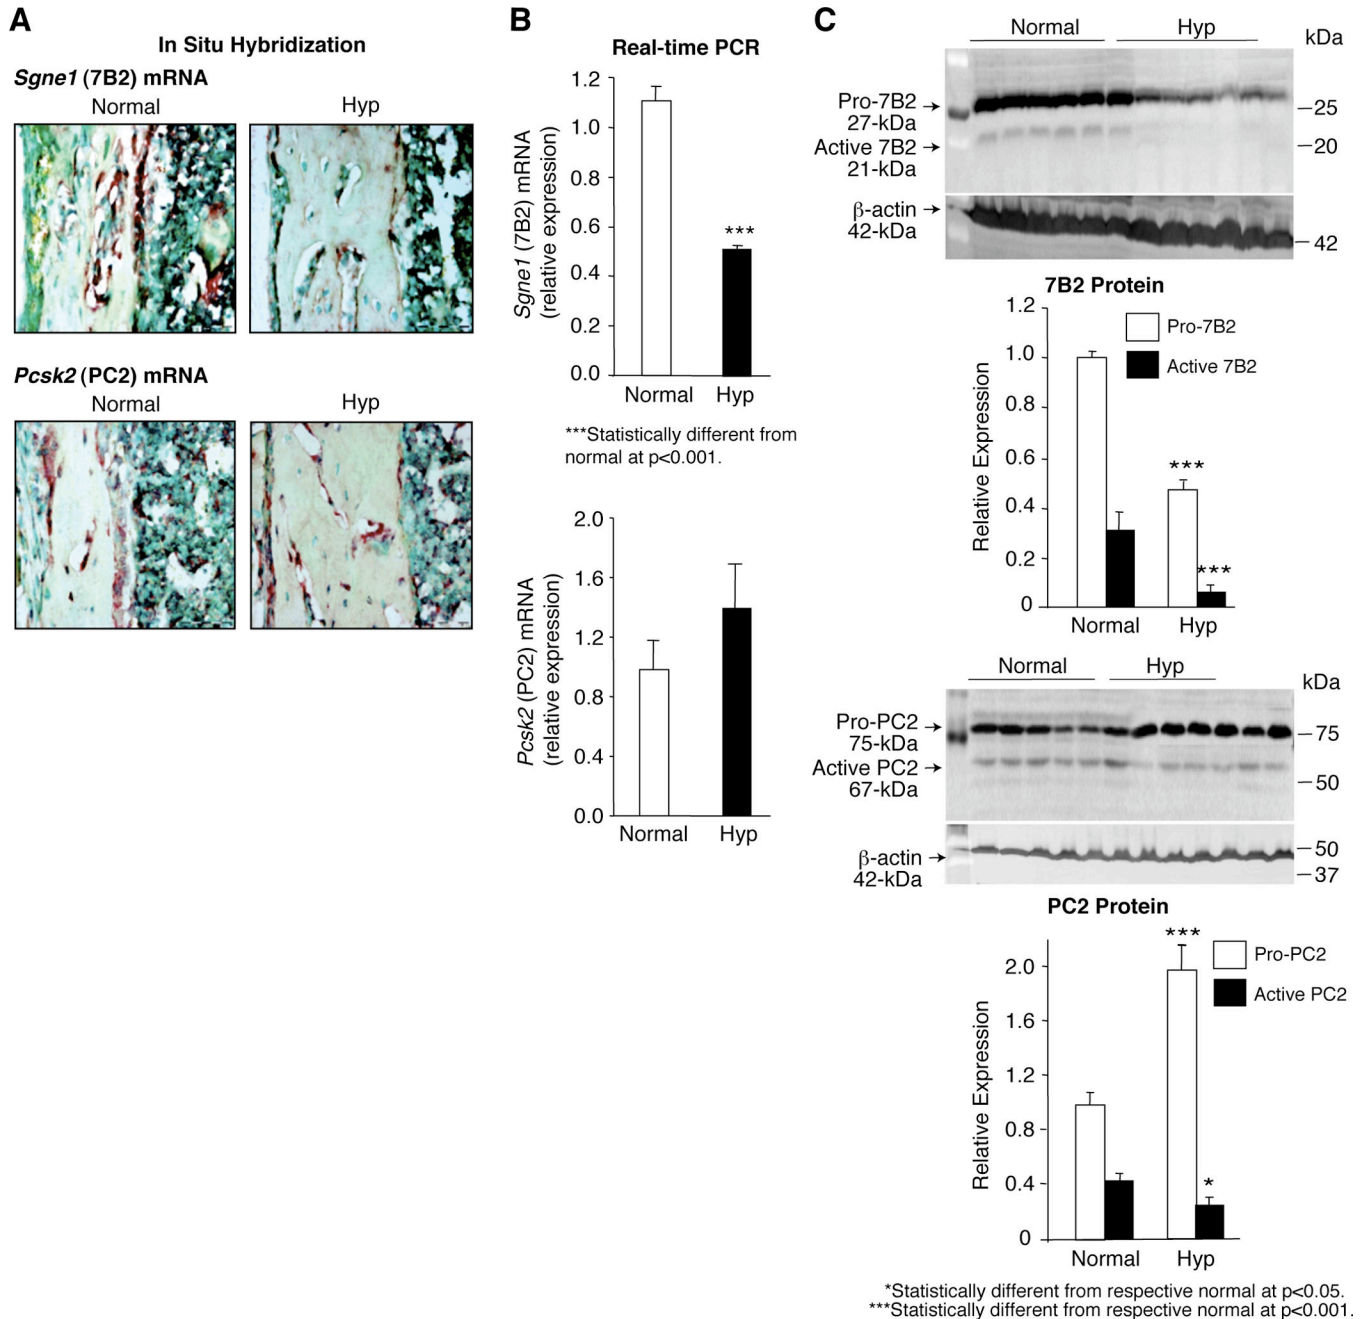 A
In Situ Hybridization
Sgne1 (7B2) mRNA
Normal
Hyp
Pcsk2 (PC2) mRNA
Normal
Hyp
B
Real-time PCR
Sgne1 (7B2) mRNA
(relative expression)
1.2
1.0
1.2
0.6
0.4
0.2
0.0
***
Normal
Hyp
***Statistically different from
normal at p<0.001.
Pcsk2 (PC2) mRNA
(relative expression)
2.0
1.6
1.2
0.8
0.4
0.0
Normal
Hyp
C
Normal
Hyp
kDa
Pro-7B2
27-kDa
Active 7B2
21-kDa
25
20
β-actin
42-kDa
42
7B2 Protein
Relative Expression
1.2
1.0
0.8
0.6
0.4
0.2
0
Pro-7B2
Active 7B2
***
***
Normal
Hyp
Normal
Hyp
kDa
Pro-PC2
75-kDa
Active PC2
67-kDa
75
50
β-actin
42-kDa
50
37
PC2 Protein
Relative Expression
2.0
1.6
1.2
0.8
0.4
0
***
*
Pro-PC2
Active PC2
Normal
Hyp
*Statistically different from respective normal at p<0.05.
***Statistically different from respective normal at p<0.001.